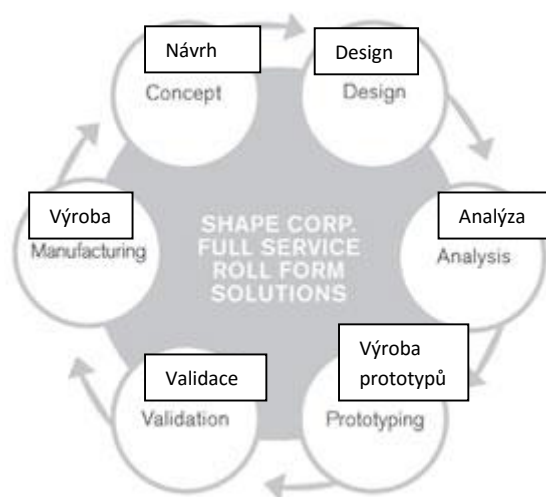 Návrh
Concept
Design
Design
Výroba
Manufacturing
SHAPE CORP.
FULL SERVICE
ROLL FORM
SOLUTIONS
Analýza
Analysis
Validace
Validation
Výroba
prototypů
Prototyping